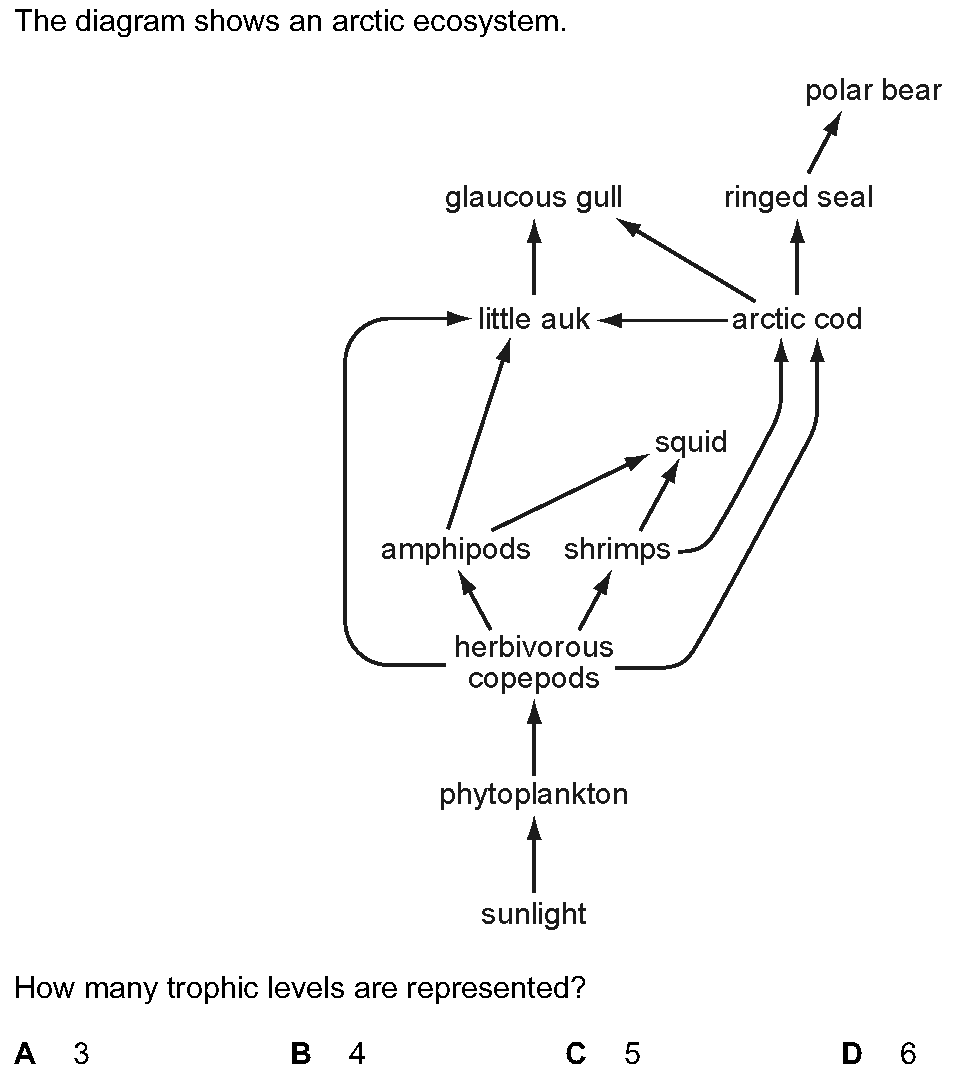 The diagram shows an arctic ecosystem.
polar bear
glaucous gull
ringed seal
little auk
arctic cod
squid
amphipods
shrimps
herbivorous
copepods
phytoplankton
sunlight
How many trophic levels are represented?
A 3 B 4 C 5 D 6